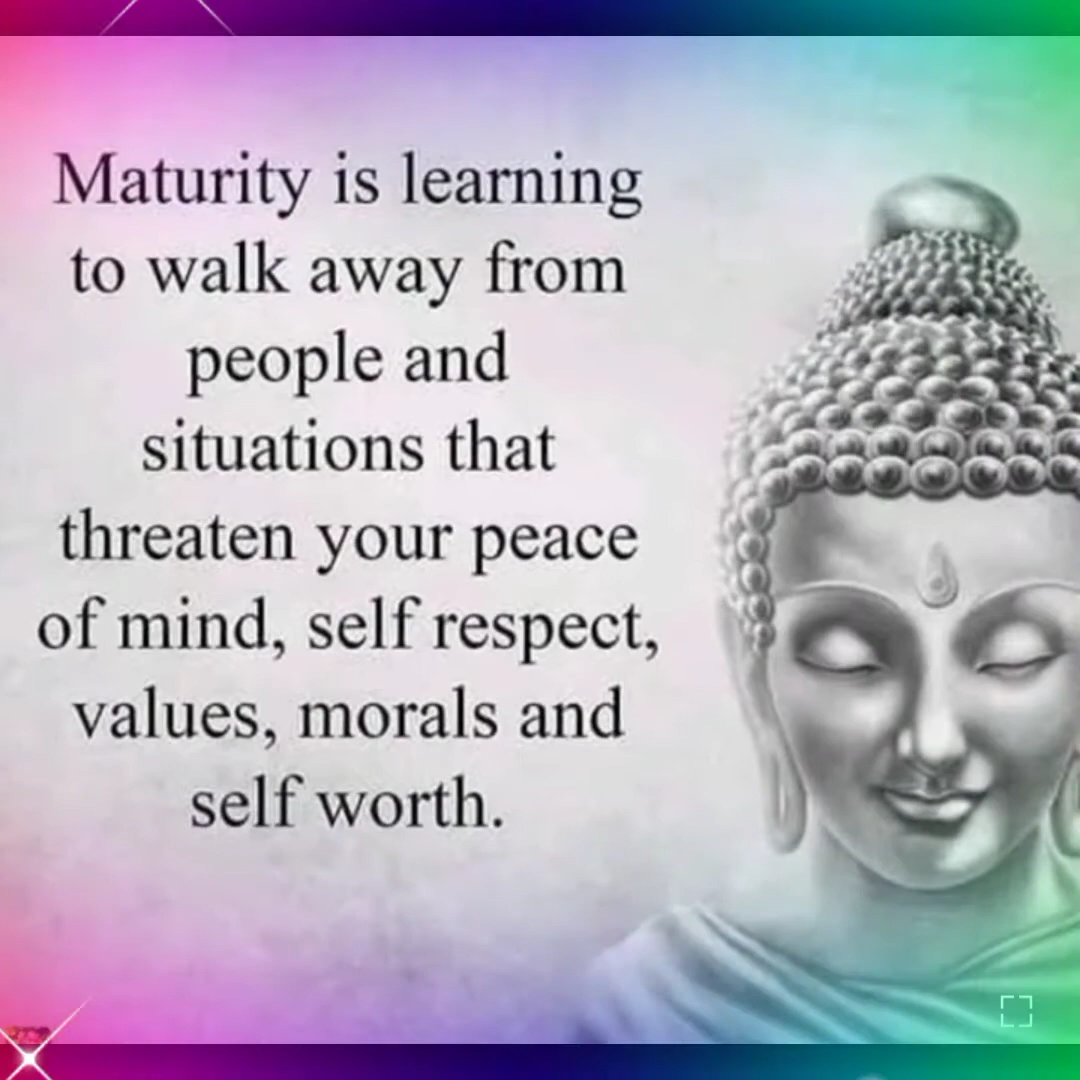 Maturity is learning
to walk away from
people and
situations that
threaten your peace
of mind, self respect,
values, morals and
self worth.